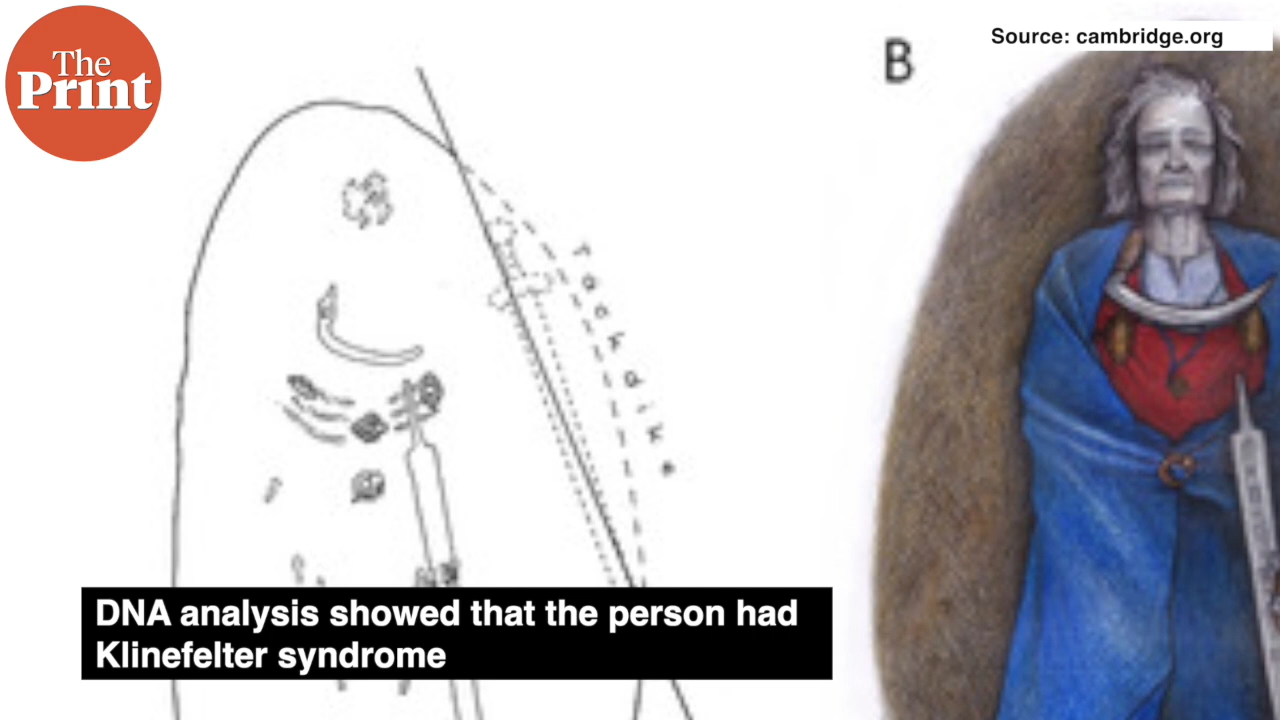 The
Print
B
Source: cambridge.org
rock dike
DNA analysis showed that the person had
Klinefelter syndrome